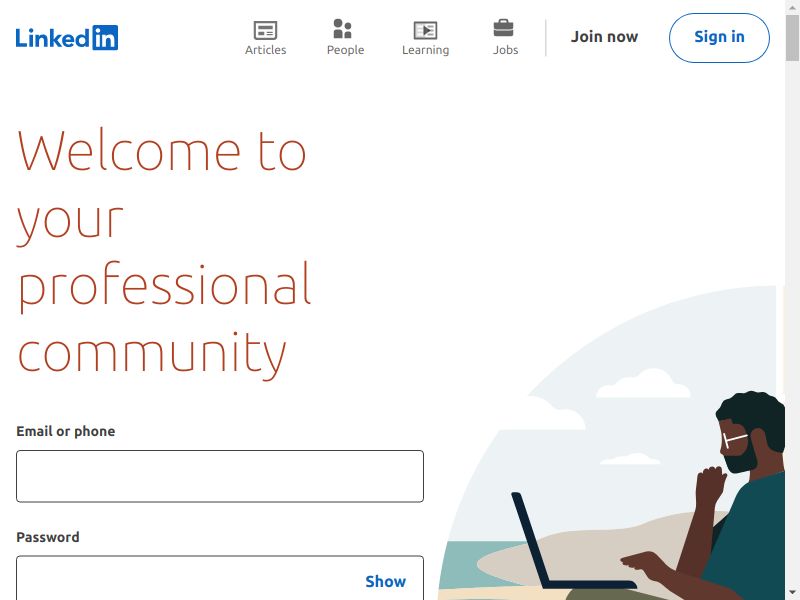 LinkedIn
Articles
People
Learning
Jobs
Join now
Sign in
Welcome to
your
professional
community
Email or phone
Password
Show